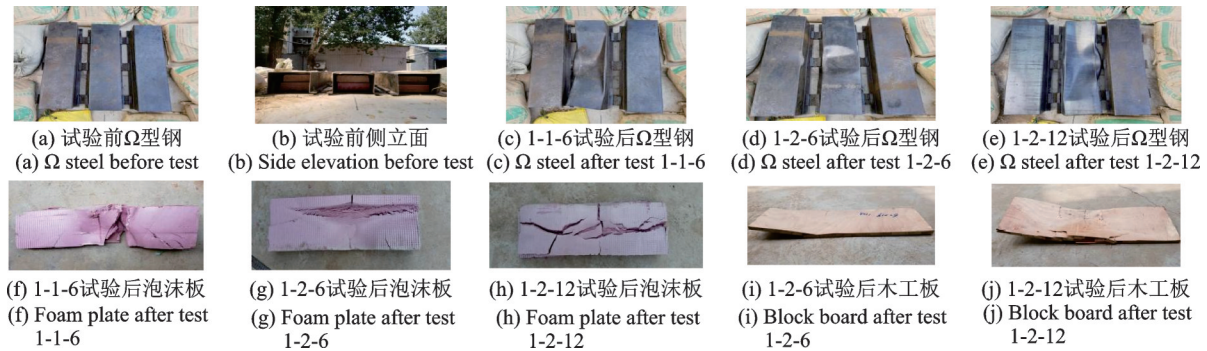 (a) 试验前Ω型钢
(a) Ω steel before test
(b) 试验前侧立面
(b) Side elevation before test
(c) 1-1-6试验后Ω型钢
(c) Ω steel after test 1-1-6
(d) 1-2-6试验后Ω型钢
(d) Ω steel after test 1-2-6
(e) 1-2-12试验后Ω型钢
(e) Ω steel after test 1-2-12
(f) 1-1-6试验后泡沫板
(f) Foam plate after test
1-1-6
(g) 1-2-6试验后泡沫板
(g) Foam plate after test
1-2-6
(h) 1-2-12试验后泡沫板
(h) Foam plate after test
1-2-12
(i) 1-2-6试验后木工板
(i) Block board after test
1-2-6
(j) 1-2-12试验后木工板
(j) Block board after test
1-2-12